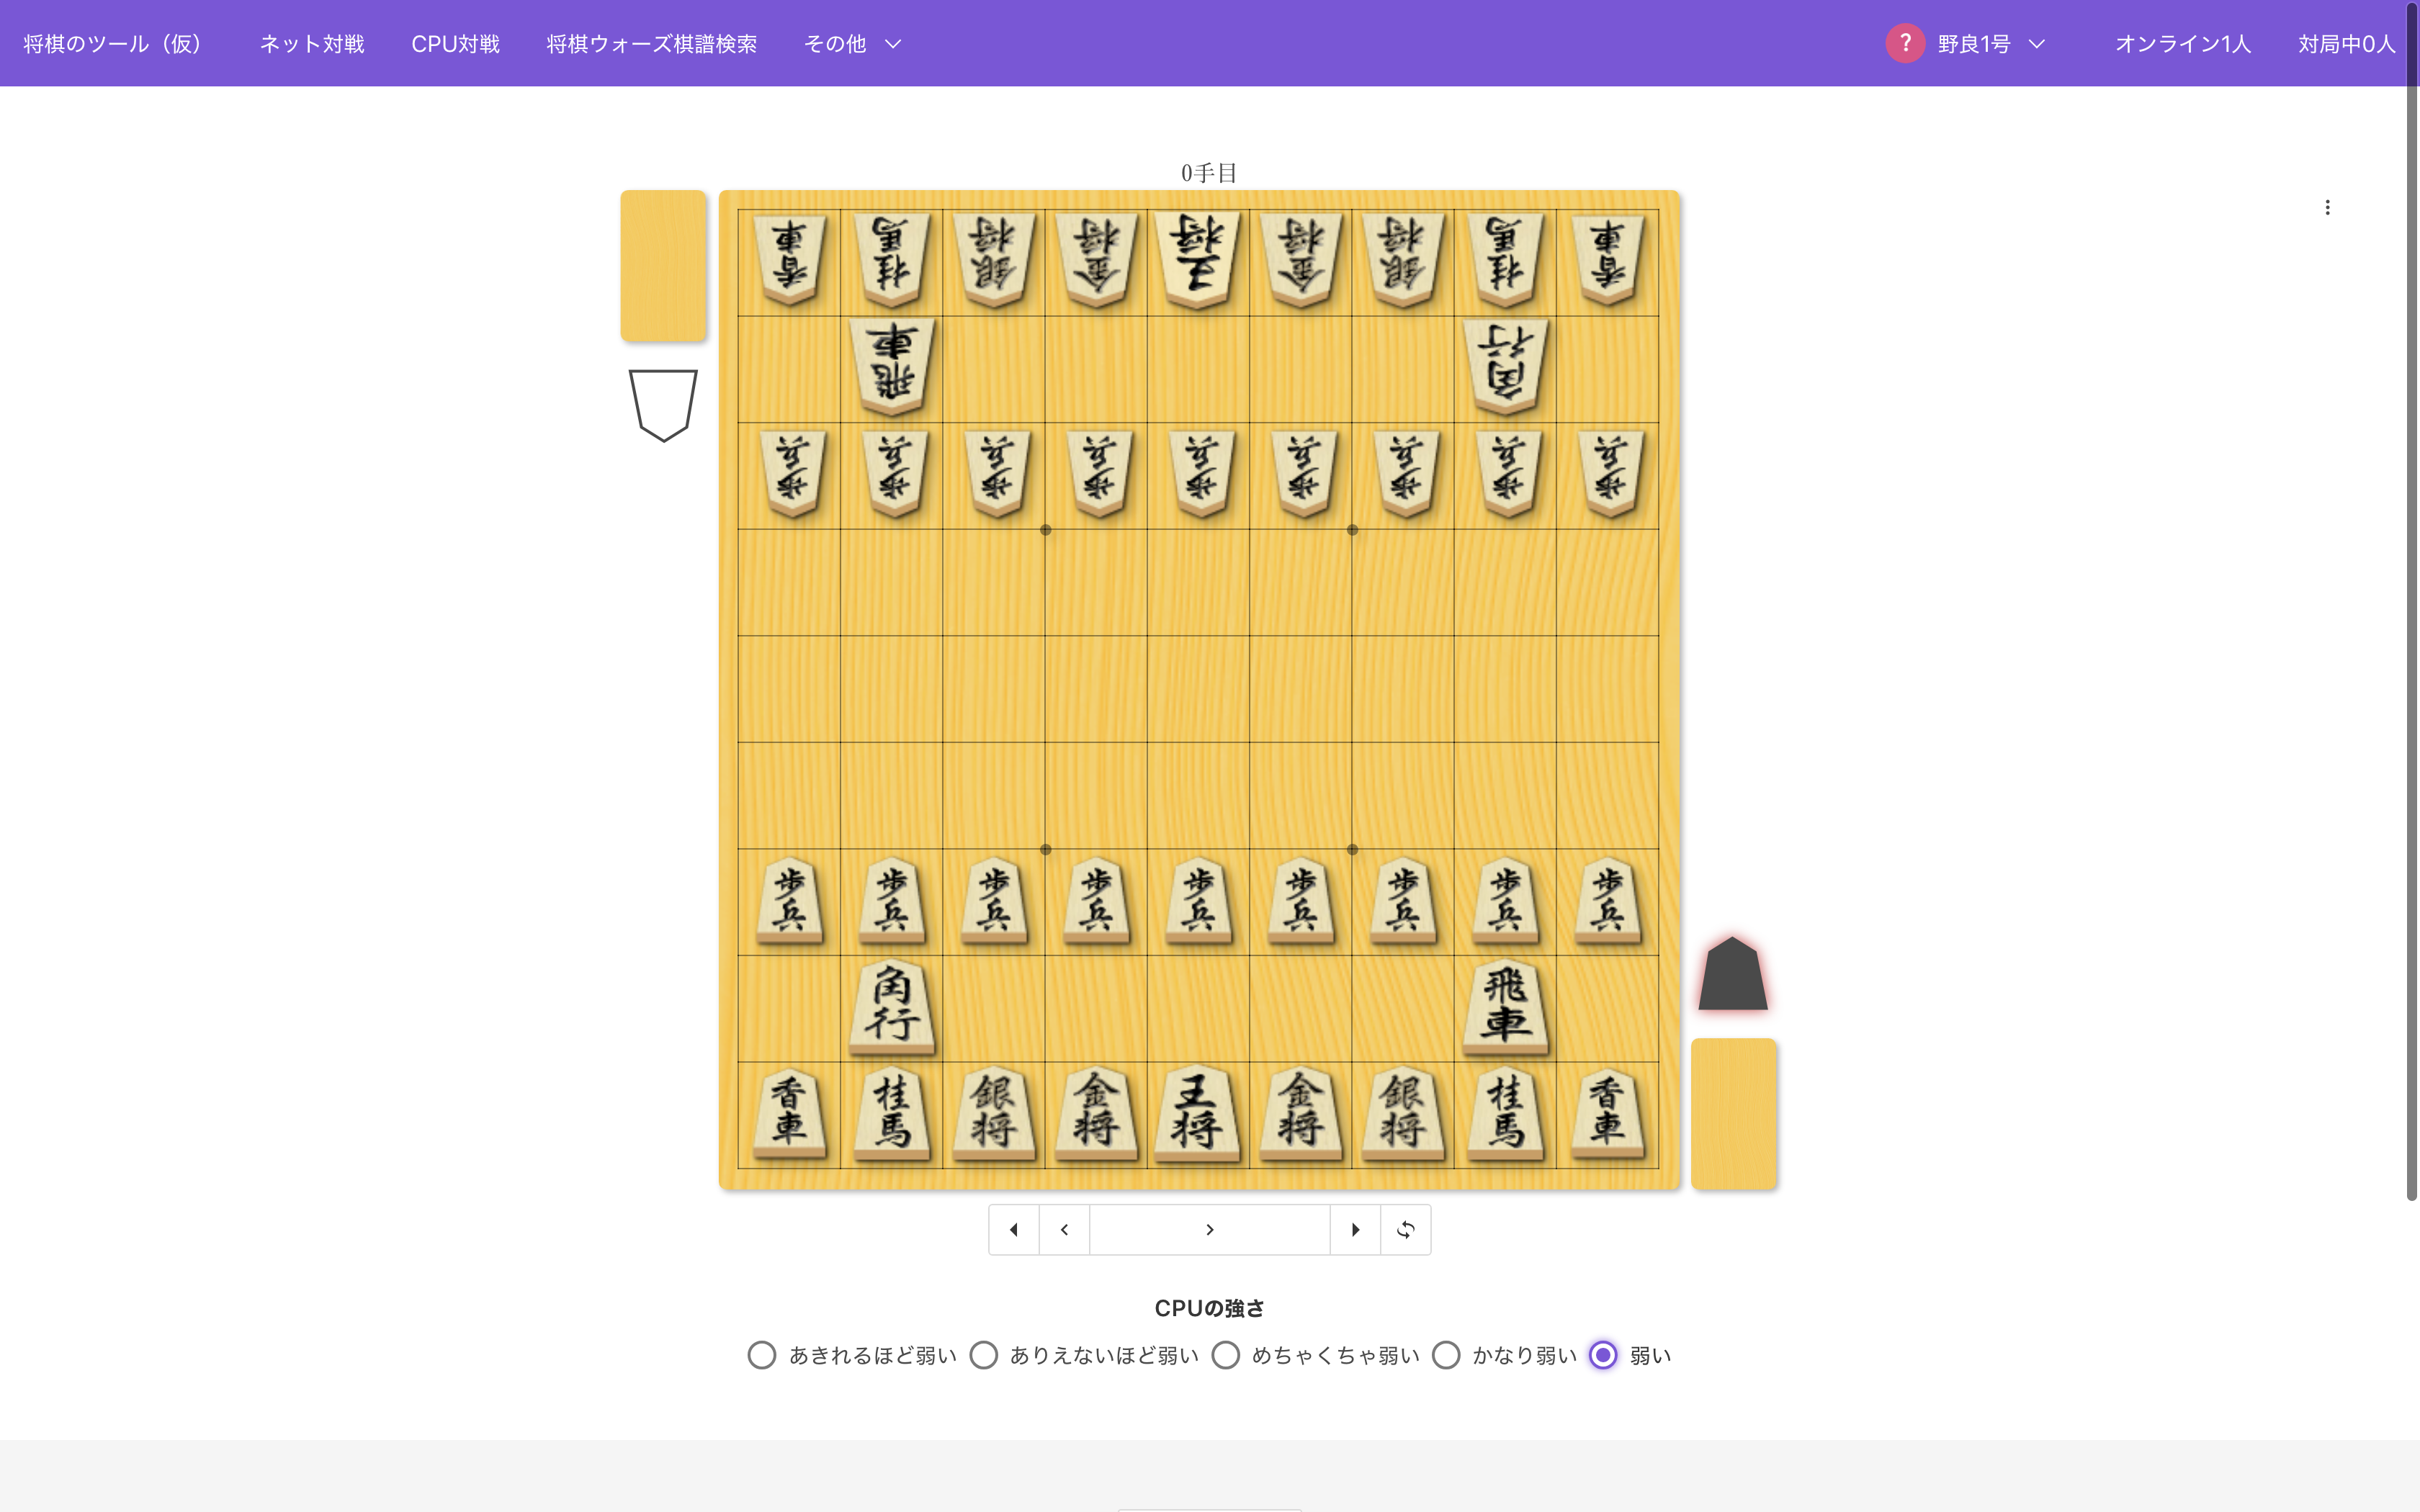 将棋のツール（仮） ネット対戦 CPU対戦 将棋ウォーズ棋譜検索 その他 ? 野良1号 オンライン1人 対局中0人
0手目
香車 桂馬 銀将 金将 王将 金将 銀将 桂馬 香車
飛車 角行
歩兵 歩兵 歩兵 歩兵 歩兵 歩兵 歩兵 歩兵 歩兵
歩兵 歩兵 歩兵 歩兵 歩兵 歩兵 歩兵 歩兵 歩兵
角行 飛車
香車 桂馬 銀将 金将 王将 金将 銀将 桂馬 香車
CPUの強さ
あきれるほど弱い ありえないほど弱い めちゃくちゃ弱い かなり弱い 弱い